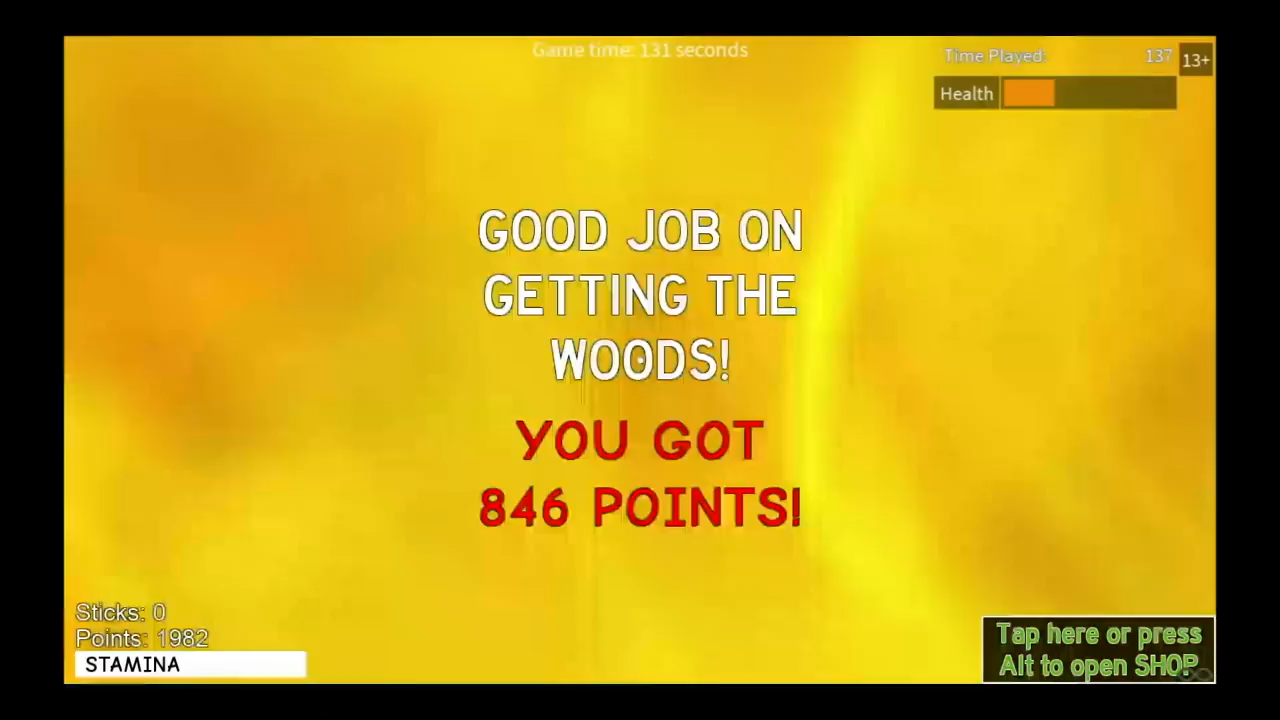 Game time: 131 seconds
Time Played: 137
13+
Health
GOOD JOB ON
GETTING THE
WOODS!
YOU GOT
846 POINTS!
Sticks: 0
Points: 1982
STAMINA
Tap here or press
Alt to open SHOP